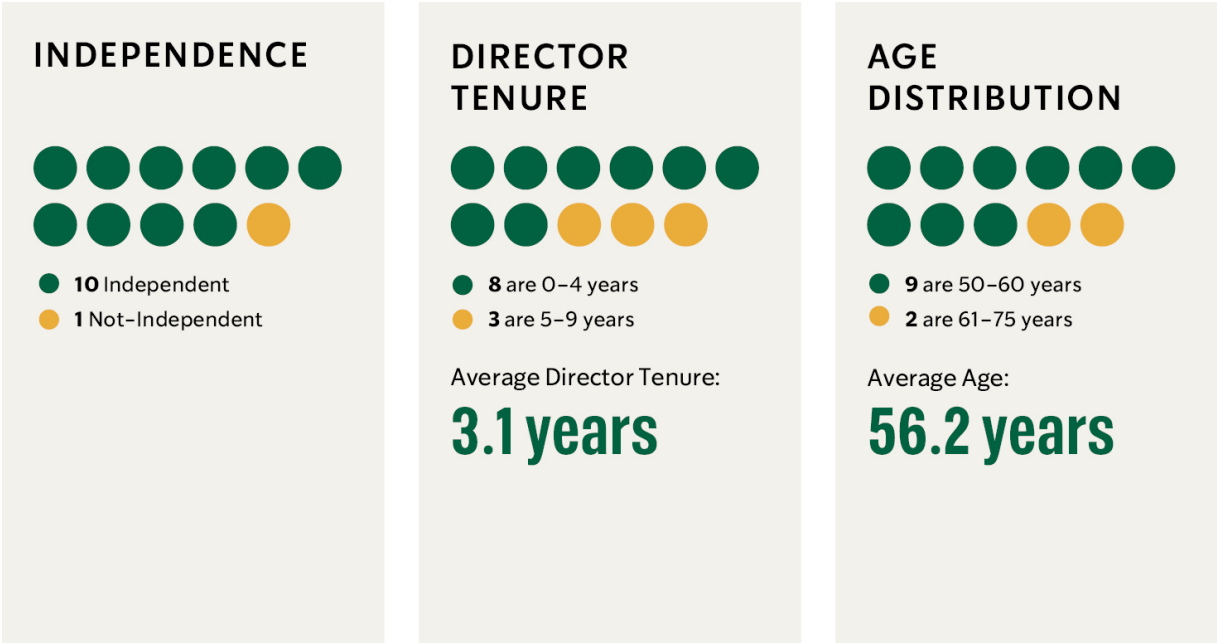 INDEPENDENCE
10 Independent
1 Not-Independent
DIRECTOR
TENURE
8 are 0–4 years
3 are 5–9 years
Average Director Tenure:
3.1 years
AGE
DISTRIBUTION
9 are 50–60 years
2 are 61–75 years
Average Age:
56.2 years